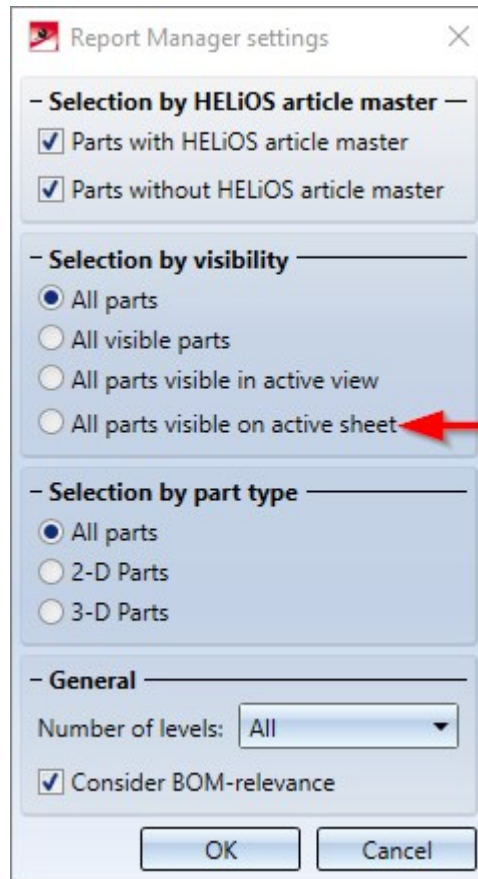 Report Manager settings
Selection by HELiOS article master
Parts with HELiOS article master
Parts without HELiOS article master
Selection by visibility
All parts
All visible parts
All parts visible in active view
All parts visible on active sheet
Selection by part type
All parts
2-D Parts
3-D Parts
General
Number of levels: All
Consider BOM-relevance
OK Cancel